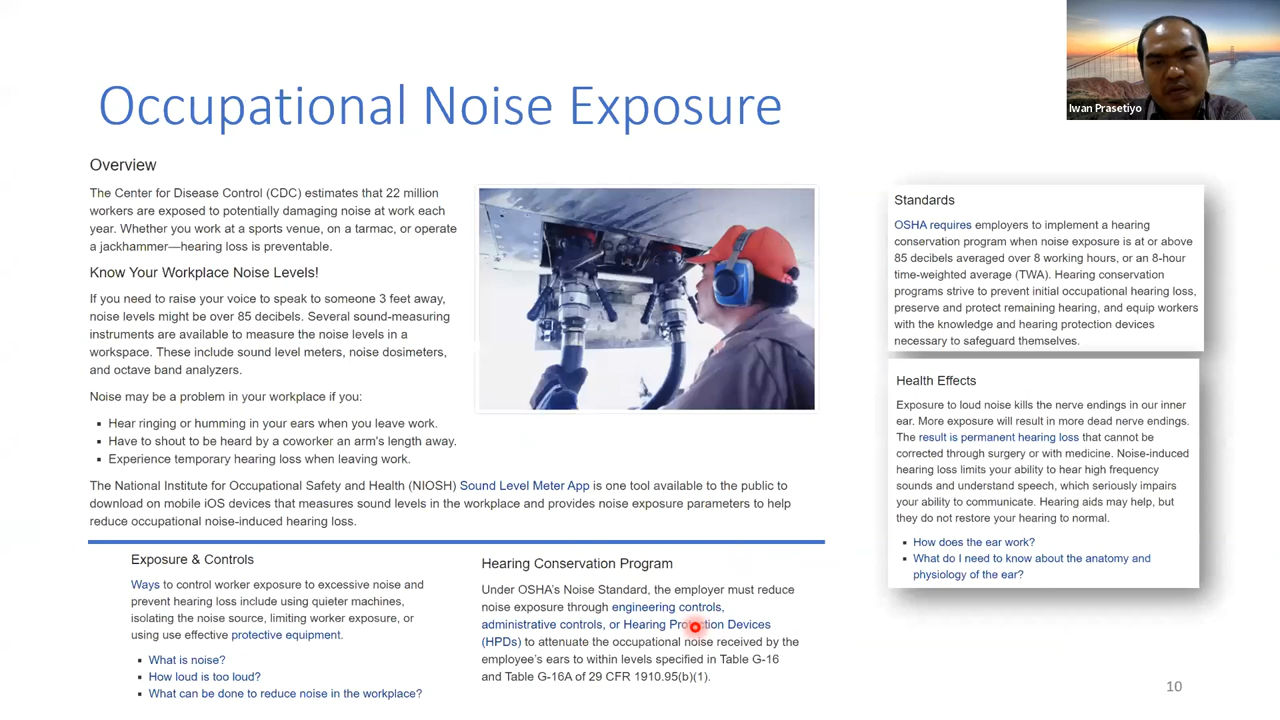 Occupational Noise Exposure
Iwan Prasetiyo
Overview
The Center for Disease Control (CDC) estimates that 22 million
workers are exposed to potentially damaging noise at work each
year. Whether you work at a sports venue, on a tarmac, or operate
a jackhammer—hearing loss is preventable.
Know Your Workplace Noise Levels!
If you need to raise your voice to speak to someone 3 feet away,
noise levels might be over 85 decibels. Several sound-measuring
instruments are available to measure the noise levels in a
workspace. These include sound level meters, noise dosimeters,
and octave band analyzers.
Noise may be a problem in your workplace if you:
▪ Hear ringing or humming in your ears when you leave work.
▪ Have to shout to be heard by a coworker an arm's length away.
▪ Experience temporary hearing loss when leaving work.
The National Institute for Occupational Safety and Health (NIOSH) Sound Level Meter App is one tool available to the public to
download on mobile iOS devices that measures sound levels in the workplace and provides noise exposure parameters to help
reduce occupational noise-induced hearing loss.
Exposure & Controls
Ways to control worker exposure to excessive noise and
prevent hearing loss include using quieter machines,
isolating the noise source, limiting worker exposure, or
using use effective protective equipment.
▪ What is noise?
▪ How loud is too loud?
▪ What can be done to reduce noise in the workplace?
Hearing Conservation Program
Under OSHA's Noise Standard, the employer must reduce
noise exposure through engineering controls,
administrative controls, or Hearing Protection Devices
(HPDs) to attenuate the occupational noise received by the
employee's ears to within levels specified in Table G-16
and Table G-16A of 29 CFR 1910.95(b)(1).
Standards
OSHA requires employers to implement a hearing
conservation program when noise exposure is at or above
85 decibels averaged over 8 working hours, or an 8-hour
time-weighted average (TWA). Hearing conservation
programs strive to prevent initial occupational hearing loss,
preserve and protect remaining hearing, and equip workers
with the knowledge and hearing protection devices
necessary to safeguard themselves.
Health Effects
Exposure to loud noise kills the nerve endings in our inner
ear. More exposure will result in more dead nerve endings.
The result is permanent hearing loss that cannot be
corrected through surgery or with medicine. Noise-induced
hearing loss limits your ability to hear high frequency
sounds and understand speech, which seriously impairs
your ability to communicate. Hearing aids may help, but
they do not restore your hearing to normal.
▪ How does the ear work?
▪ What do I need to know about the anatomy and
physiology of the ear?
10